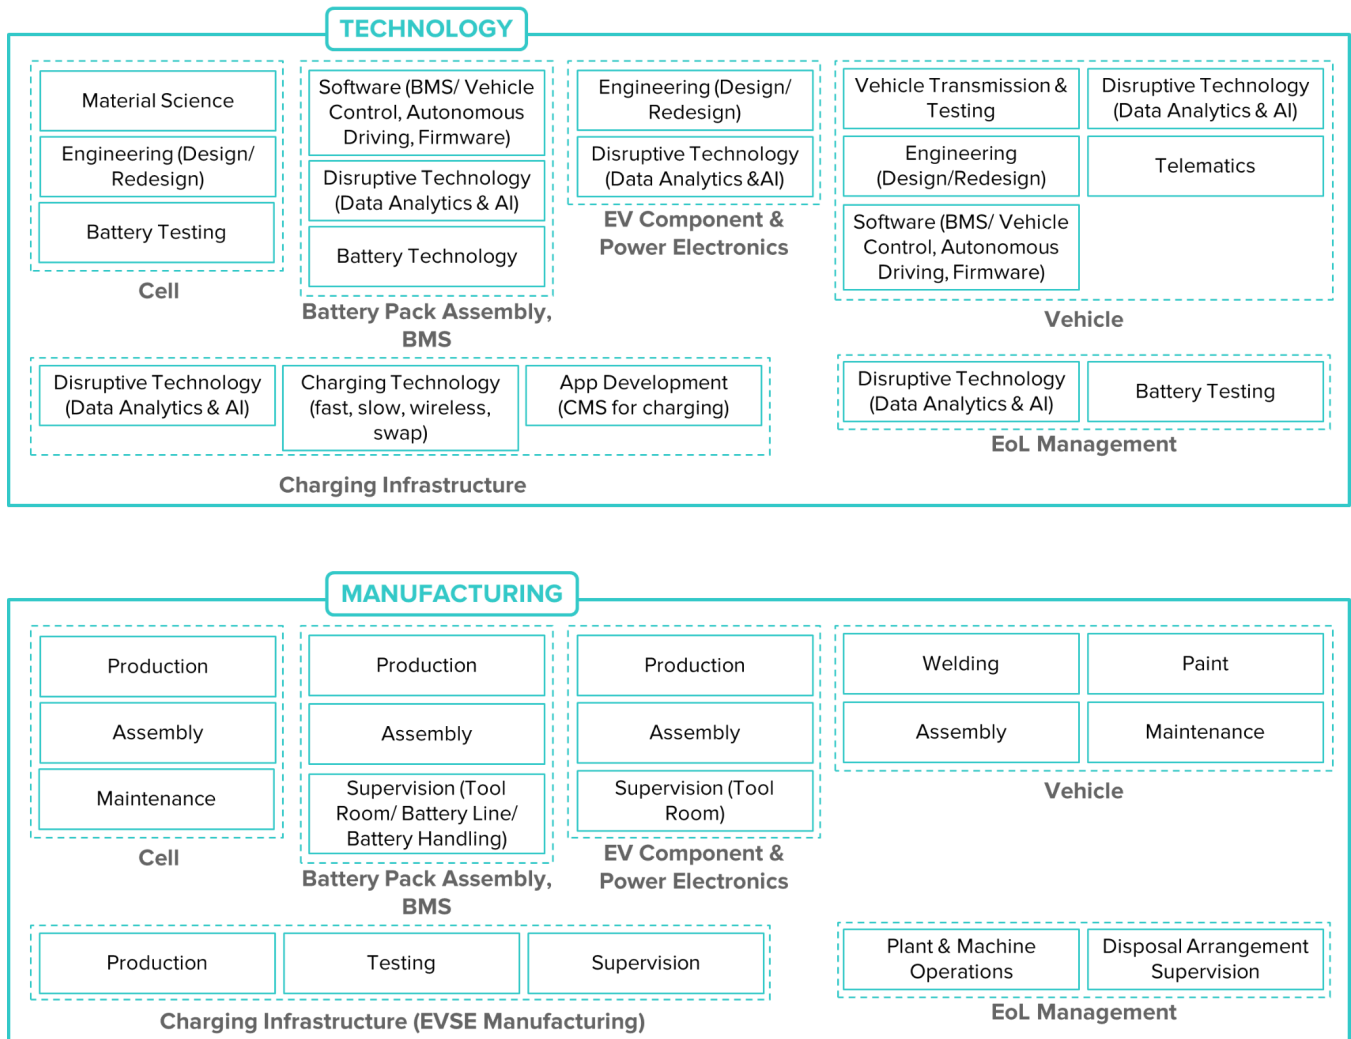 TECHNOLOGY
Material Science
Engineering (Design/
Redesign)
Battery Testing
Cell
Software (BMS/ Vehicle
Control, Autonomous
Driving, Firmware)
Disruptive Technology
(Data Analytics & AI)
Battery Technology
Battery Pack Assembly,
BMS
Engineering (Design/
Redesign)
Disruptive Technology
(Data Analytics &AI)
EV Component &
Power Electronics
Vehicle Transmission &
Testing
Disruptive Technology
(Data Analytics & AI)
Engineering
(Design/Redesign)
Telematics
Software (BMS/ Vehicle
Control, Autonomous
Driving, Firmware)
Vehicle
Disruptive Technology
(Data Analytics & AI)
Charging Technology
(fast, slow, wireless,
swap)
App Development
(CMS for charging)
Charging Infrastructure
Disruptive Technology
(Data Analytics & AI)
Battery Testing
EoL Management
MANUFACTURING
Production
Assembly
Maintenance
Cell
Production
Assembly
Supervision (Tool
Room/ Battery Line/
Battery Handling)
Battery Pack Assembly,
BMS
Production
Assembly
Supervision (Tool
Room)
EV Component &
Power Electronics
Welding
Paint
Assembly
Maintenance
Vehicle
Production
Testing
Supervision
Charging Infrastructure (EVSE Manufacturing)
Plant & Machine
Operations
Disposal Arrangement
Supervision
EoL Management